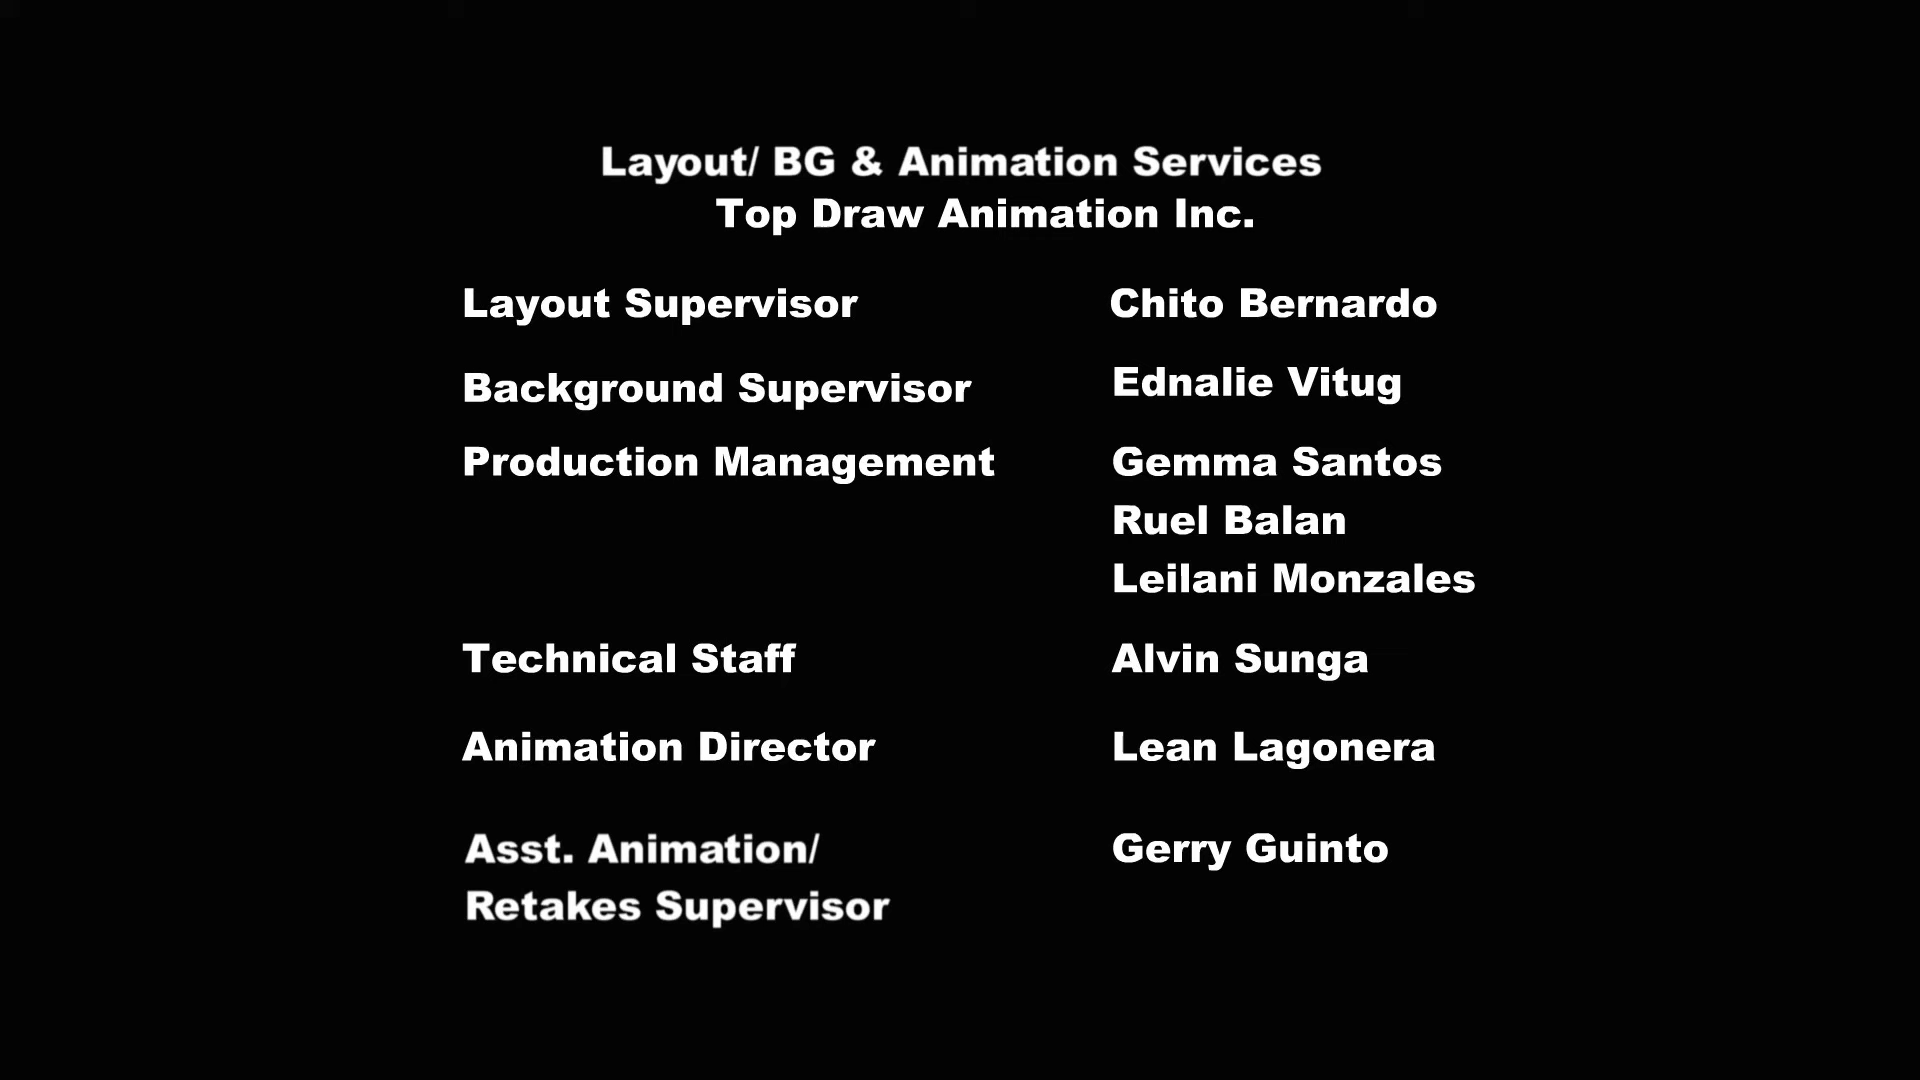 Layout/ BG & Animation Services
Top Draw Animation Inc.
Layout Supervisor Chito Bernardo
Background Supervisor Ednalie Vitug
Production Management Gemma Santos
Ruel Balan
Leilani Monzales
Technical Staff Alvin Sunga
Animation Director Lean Lagonera
Asst. Animation/ Gerry Guinto
Retakes Supervisor